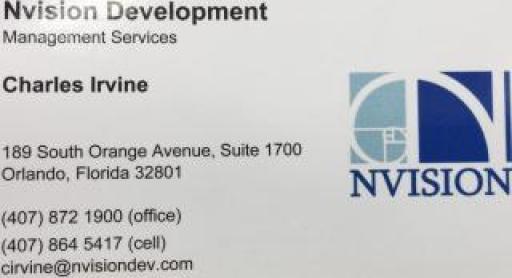 Nvision Development
Management Services
Charles Irvine
189 South Orange Avenue, Suite 1700
Orlando, Florida 32801
(407) 872 1900 (office)
(407) 864 5417 (cell)
cirvine@nvisiondev.com
NVISION